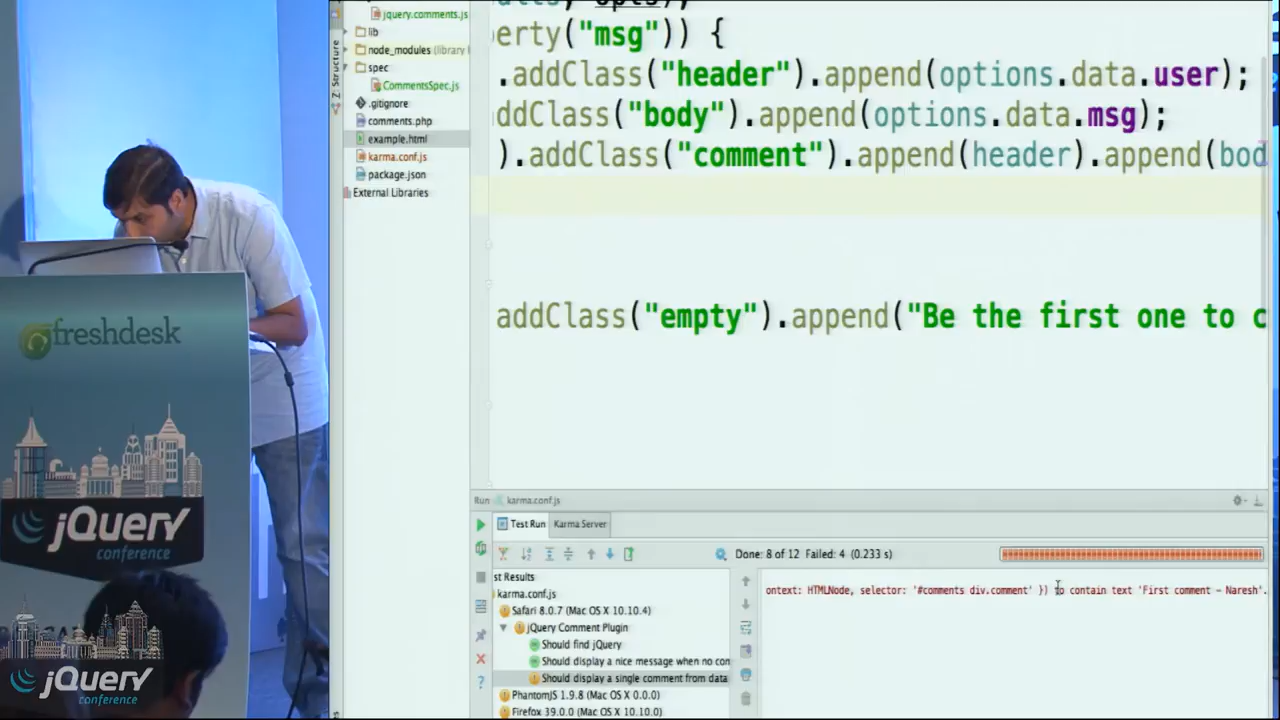 freshdesk
jQuery
conference
jQuery
conference
Z: Structure
jquery.comments.js
lib
node_modules (library
spec
CommentsSpec.js
.gitignore
comments.php
example.html
karma.conf.js
package.json
External Libraries
erty("msg")) {
.addClass("header").append(options.data.user);
ddClass("body").append(options.data.msg);
).addClass("comment").append(header).append(bod
addClass("empty").append("Be the first one to c
Run karma.conf.js
Test Run Karma Server
Done: 8 of 12 Failed: 4 (0.233 s)
st Results
karma.conf.js
Safari 8.0.7 (Mac OS X 10.10.4)
jQuery Comment Plugin
Should find jQuery
Should display a nice message when no con
Should display a single comment from data
PhantomJS 1.9.8 (Mac OS X 0.0.0)
Firefox 39.0.0 (Mac OS X 10.10.0)
ontext: HTMLNode, selector: '#comments div.comment' }) to contain text 'First comment - Naresh'.